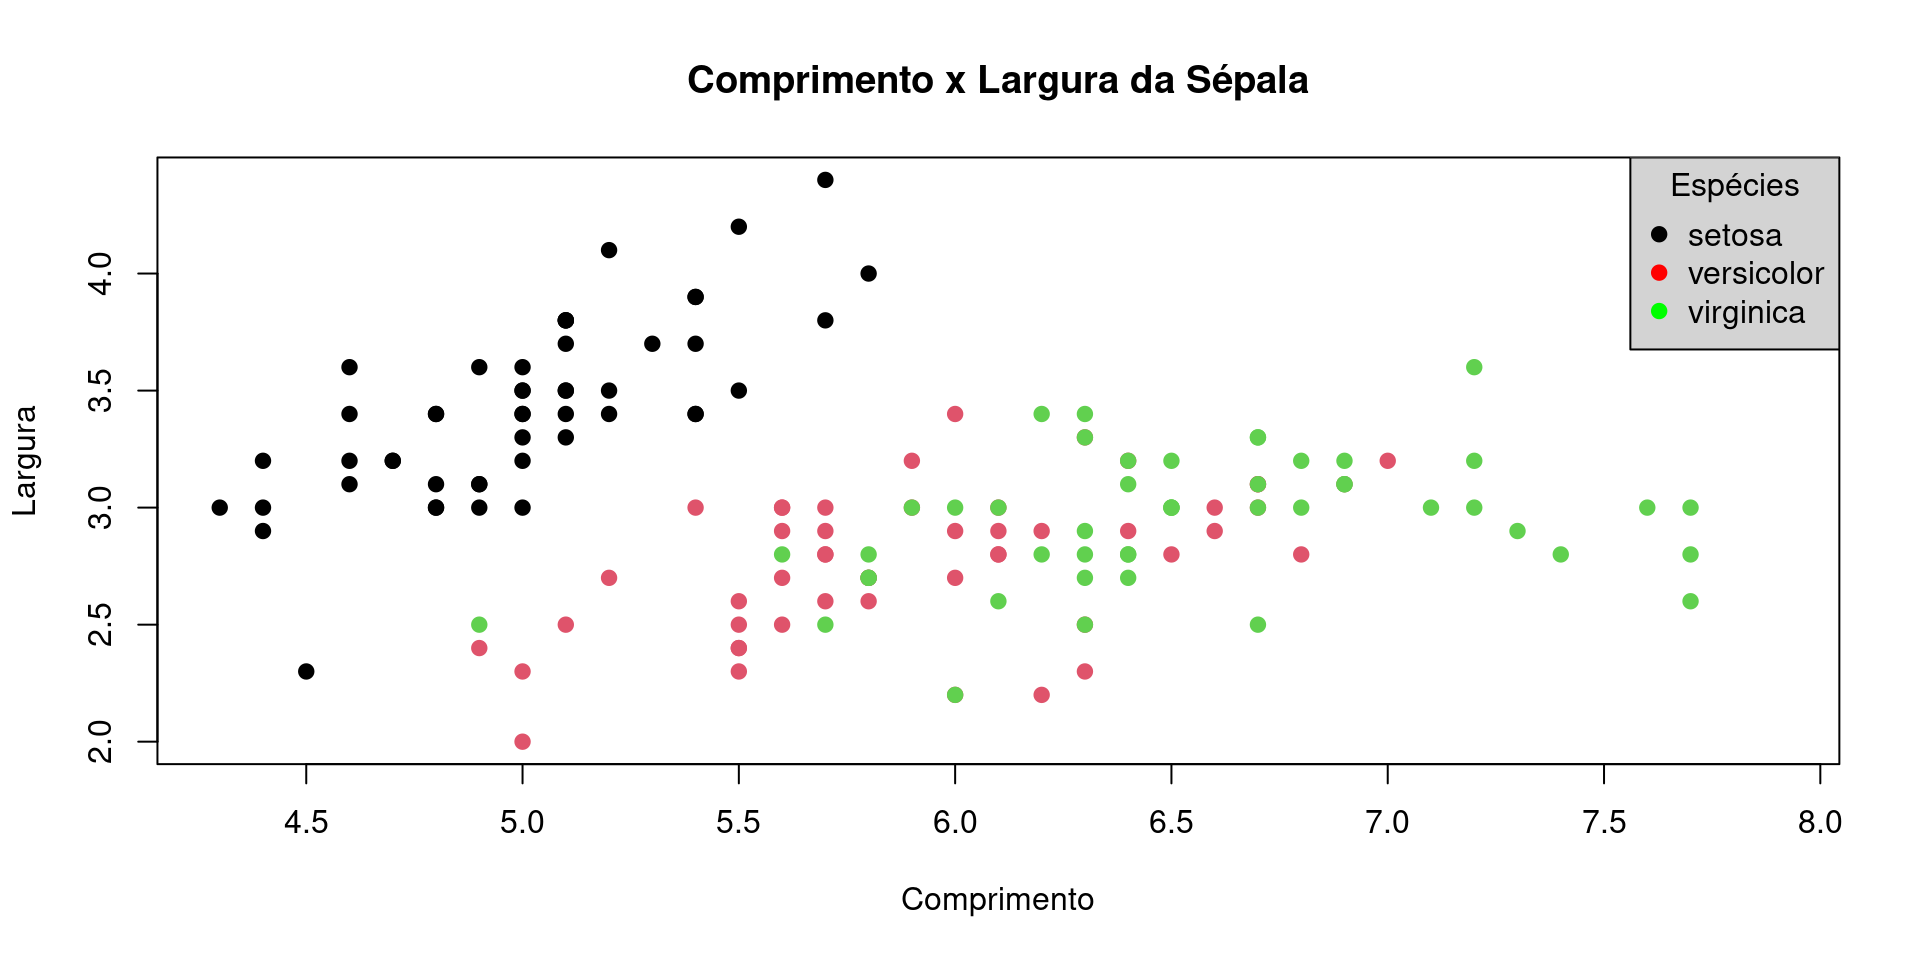 Comprimento x Largura da Sépala
Espécies
setosa
versicolor
virginica
Largura
4.0
3.5
3.0
2.5
2.0
4.5 5.0 5.5 6.0 6.5 7.0 7.5 8.0
Comprimento